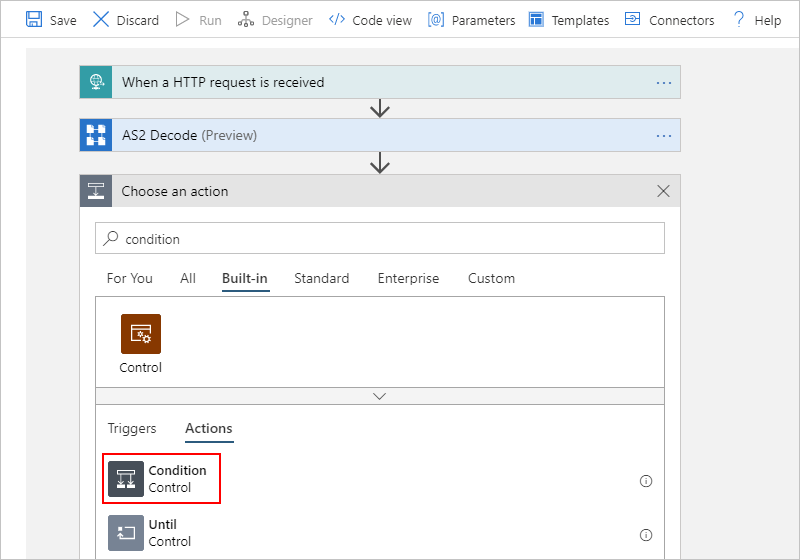 Save Discard Run Designer Code view Parameters Templates Connectors Help
When a HTTP request is received
AS2 Decode (Preview)
Choose an action
condition
For You All Built-in Standard Enterprise Custom
Control
Triggers Actions
Condition
Control
Until
Control